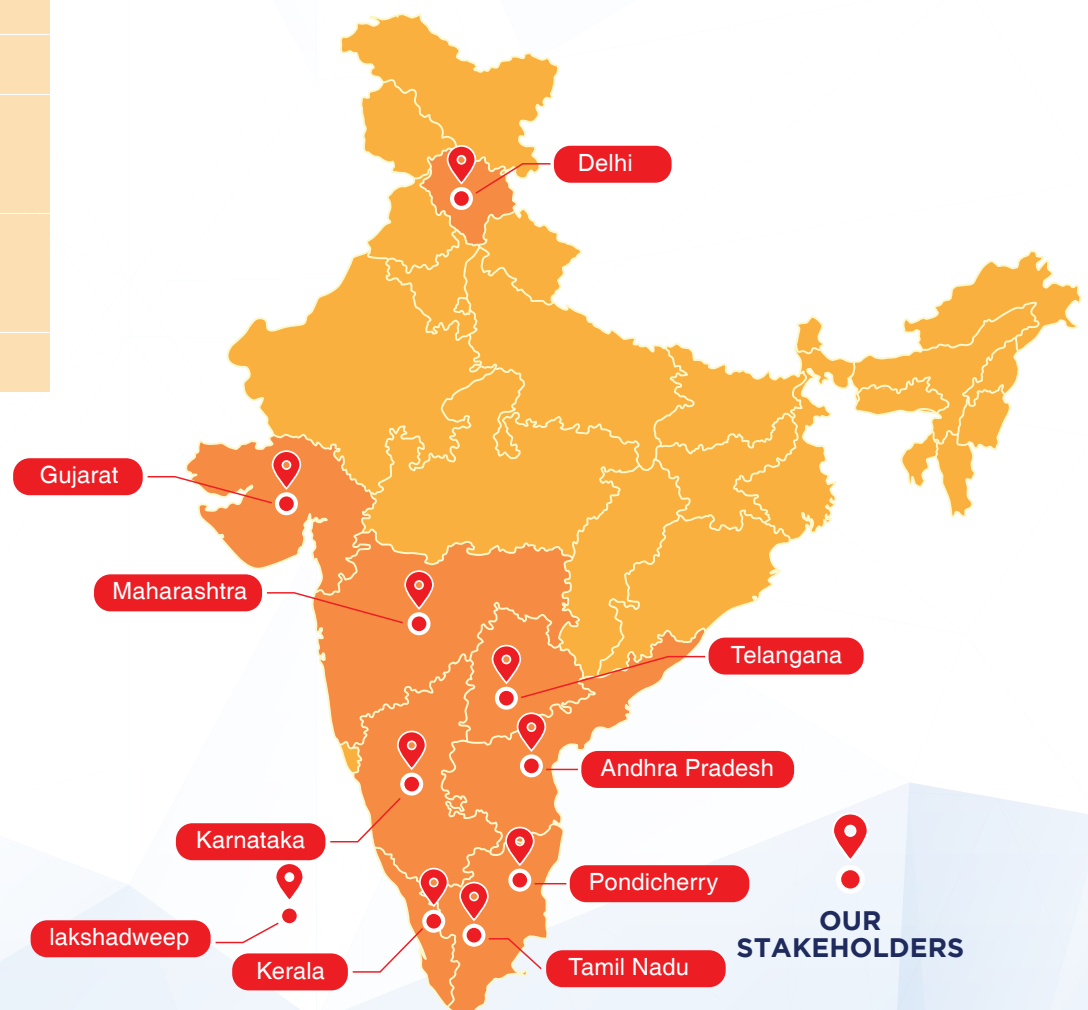 Delhi
Gujarat
Maharashtra
Telangana
Andhra Pradesh
Karnataka
Pondicherry
lakshadweep
Kerala
Tamil Nadu
OUR
STAKEHOLDERS